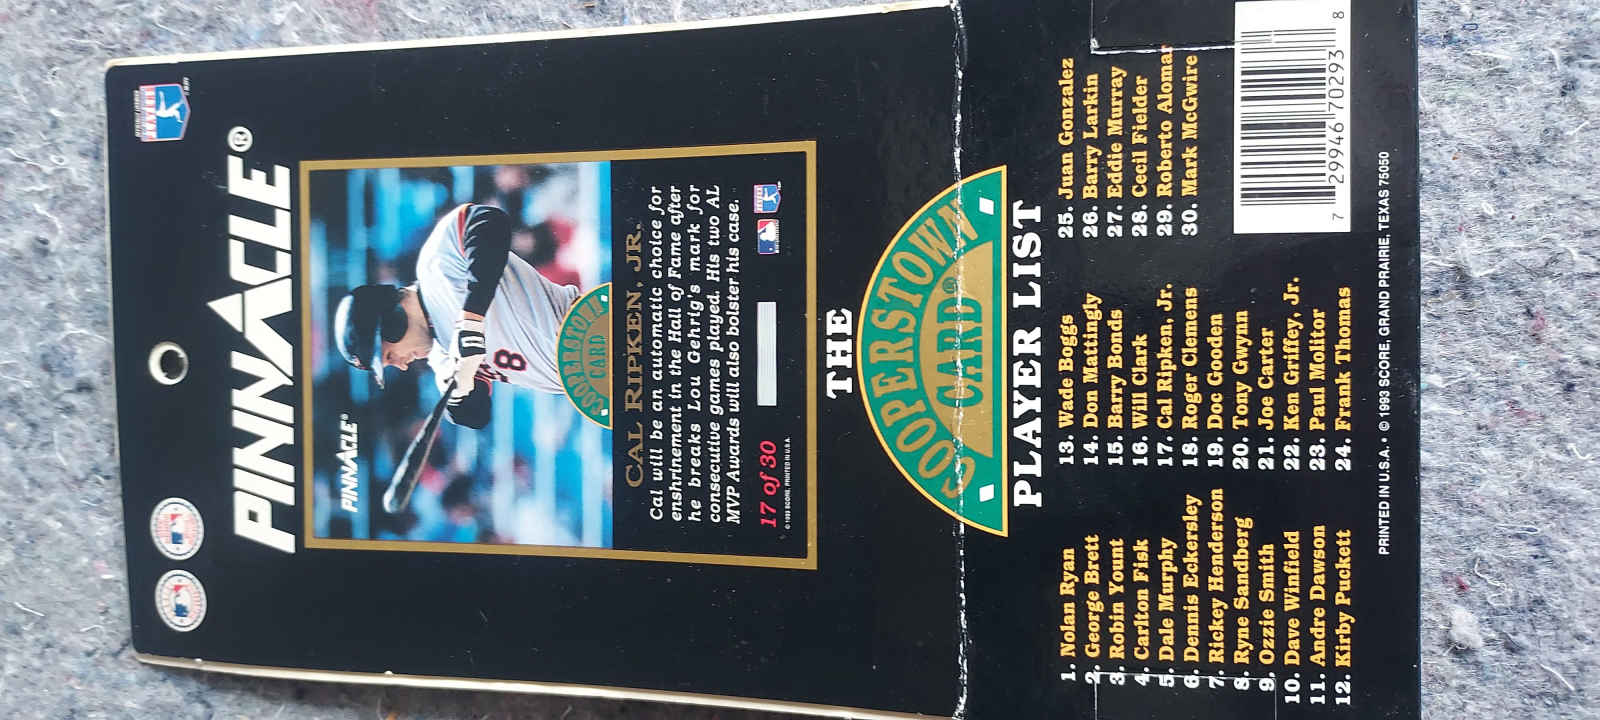 PINNACLE®
PINNACLE®
8
COOPERSTOWN
CARD
CAL RIPKEN, JR.
Cal will be an automatic choice for
enshrinement in the Hall of Fame after
he breaks Lou Gehrig's mark for
consecutive games played. His two AL
MVP Awards will also bolster his case.
17 of 30
© 1993 SCORE, PRINTED IN U.S.A.
THE
COOPERSTOWN
CARD®
PLAYER LIST
1. Nolan Ryan
2. George Brett
3. Robin Yount
4. Carlton Fisk
5. Dale Murphy
6. Dennis Eckersley
7. Rickey Henderson
8. Ryne Sandberg
9. Ozzie Smith
10. Dave Winfield
11. Andre Dawson
12. Kirby Puckett
13. Wade Boggs
14. Don Mattingly
15. Barry Bonds
16. Will Clark
17. Cal Ripken, Jr.
18. Roger Clemens
19. Doc Gooden
20. Tony Gwynn
21. Joe Carter
22. Ken Griffey, Jr.
23. Paul Molitor
24. Frank Thomas
25. Juan Gonzalez
26. Barry Larkin
27. Eddie Murray
28. Cecil Fielder
29. Roberto Alomar
30. Mark McGwire
7 29946 70293 8
PRINTED IN U.S.A. • © 1993 SCORE, GRAND PRAIRIE, TEXAS 75050